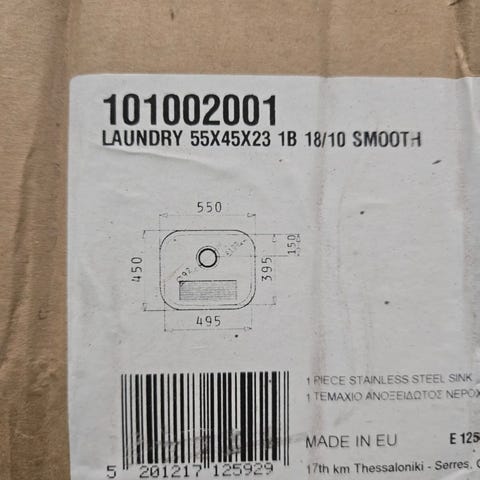 101002001
LAUNDRY 55X45X23 1B 18/10 SMOOTH
550
150
450
395
495
1 PIECE STAINLESS STEEL SINK
1 ΤΕΜΑΧΙΟ ΑΝΟΞΕΙΔΩΤΟΣ
MADE IN EU
E 125
17th km Thessaloniki - Serres,
5 201217 125929